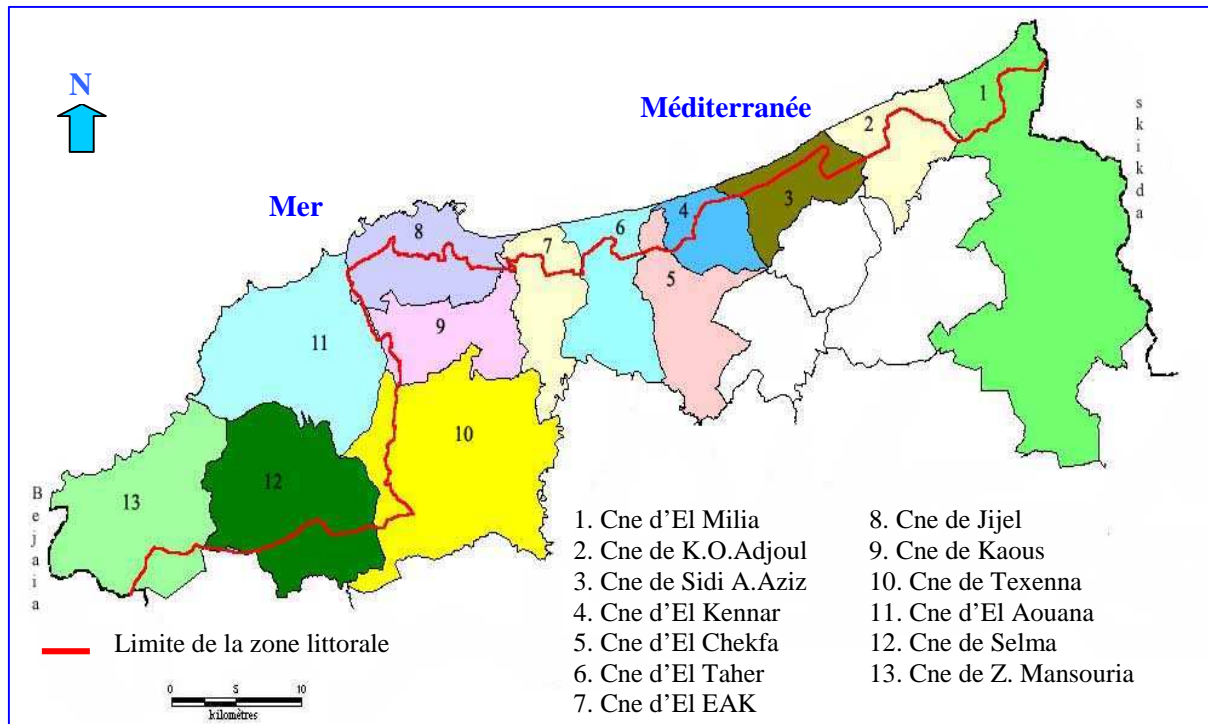 N
Méditerranée
Mer
1
2
3
4
5
6
7
8
9
10
11
12
13
skikda
Bejaia
1. Cne d'El Milia
2. Cne de K.O.Adjoul
3. Cne de Sidi A.Aziz
4. Cne d'El Kennar
5. Cne d'El Chekfa
6. Cne d'El Taher
7. Cne d'El EAK
8. Cne de Jijel
9. Cne de Kaous
10. Cne de Texenna
11. Cne d'El Aouana
12. Cne de Selma
13. Cne de Z. Mansouria
Limite de la zone littorale
0 S 10
kilomètres